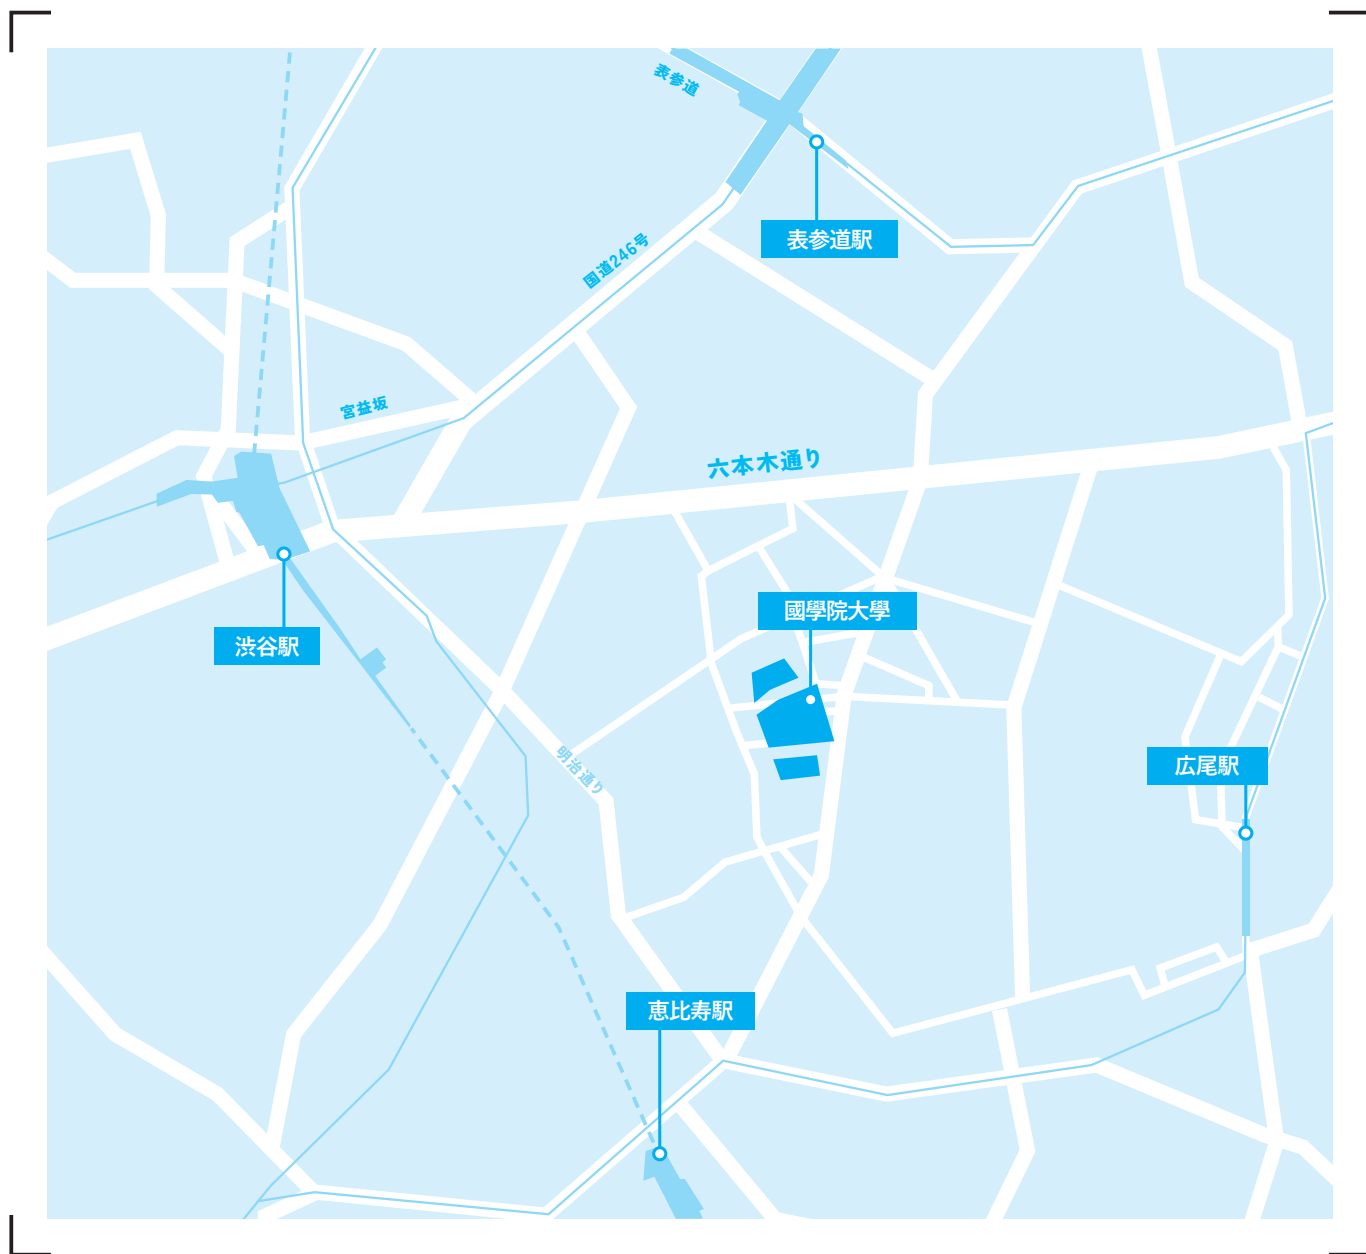 表参道
表参道駅
国道246号
宮益坂
六本木通り
國學院大學
渋谷駅
明治通り
広尾駅
恵比寿駅